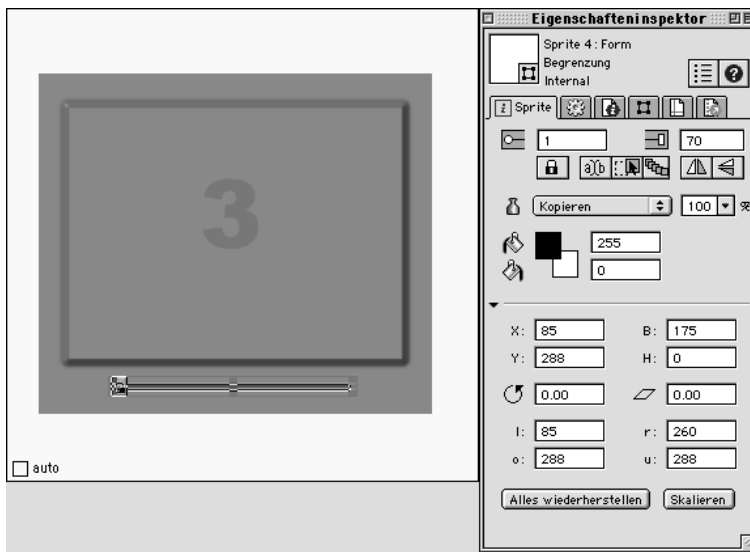 Eigenschafteninspektor
Sprite 4: Form
Begrenzung
Internal
Sprite
1
70
Kopieren
100
%
255
0
X: 85
B: 175
Y: 288
H: 0
0.00
0.00
l: 85
r: 260
o: 288
u: 288
Alles wiederherstellen
Skalieren
3
auto